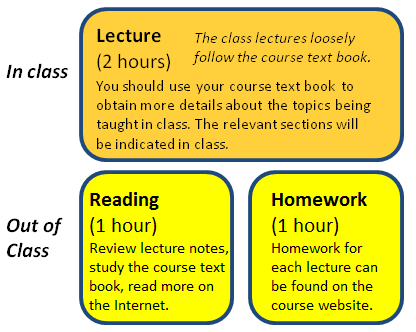 Lecture
The class lectures loosely
(2 hours)
follow the course text book.
In class
You should use your course text book to
obtain more details about the topics being
taught in class. The relevant sections will
be indicated in class.
Reading
(1 hour)
Review lecture notes,
study the course text
book, read more on
the Internet.
Homework
(1 hour)
Homework for
each lecture can
be found on the
course website.
Out of
Class